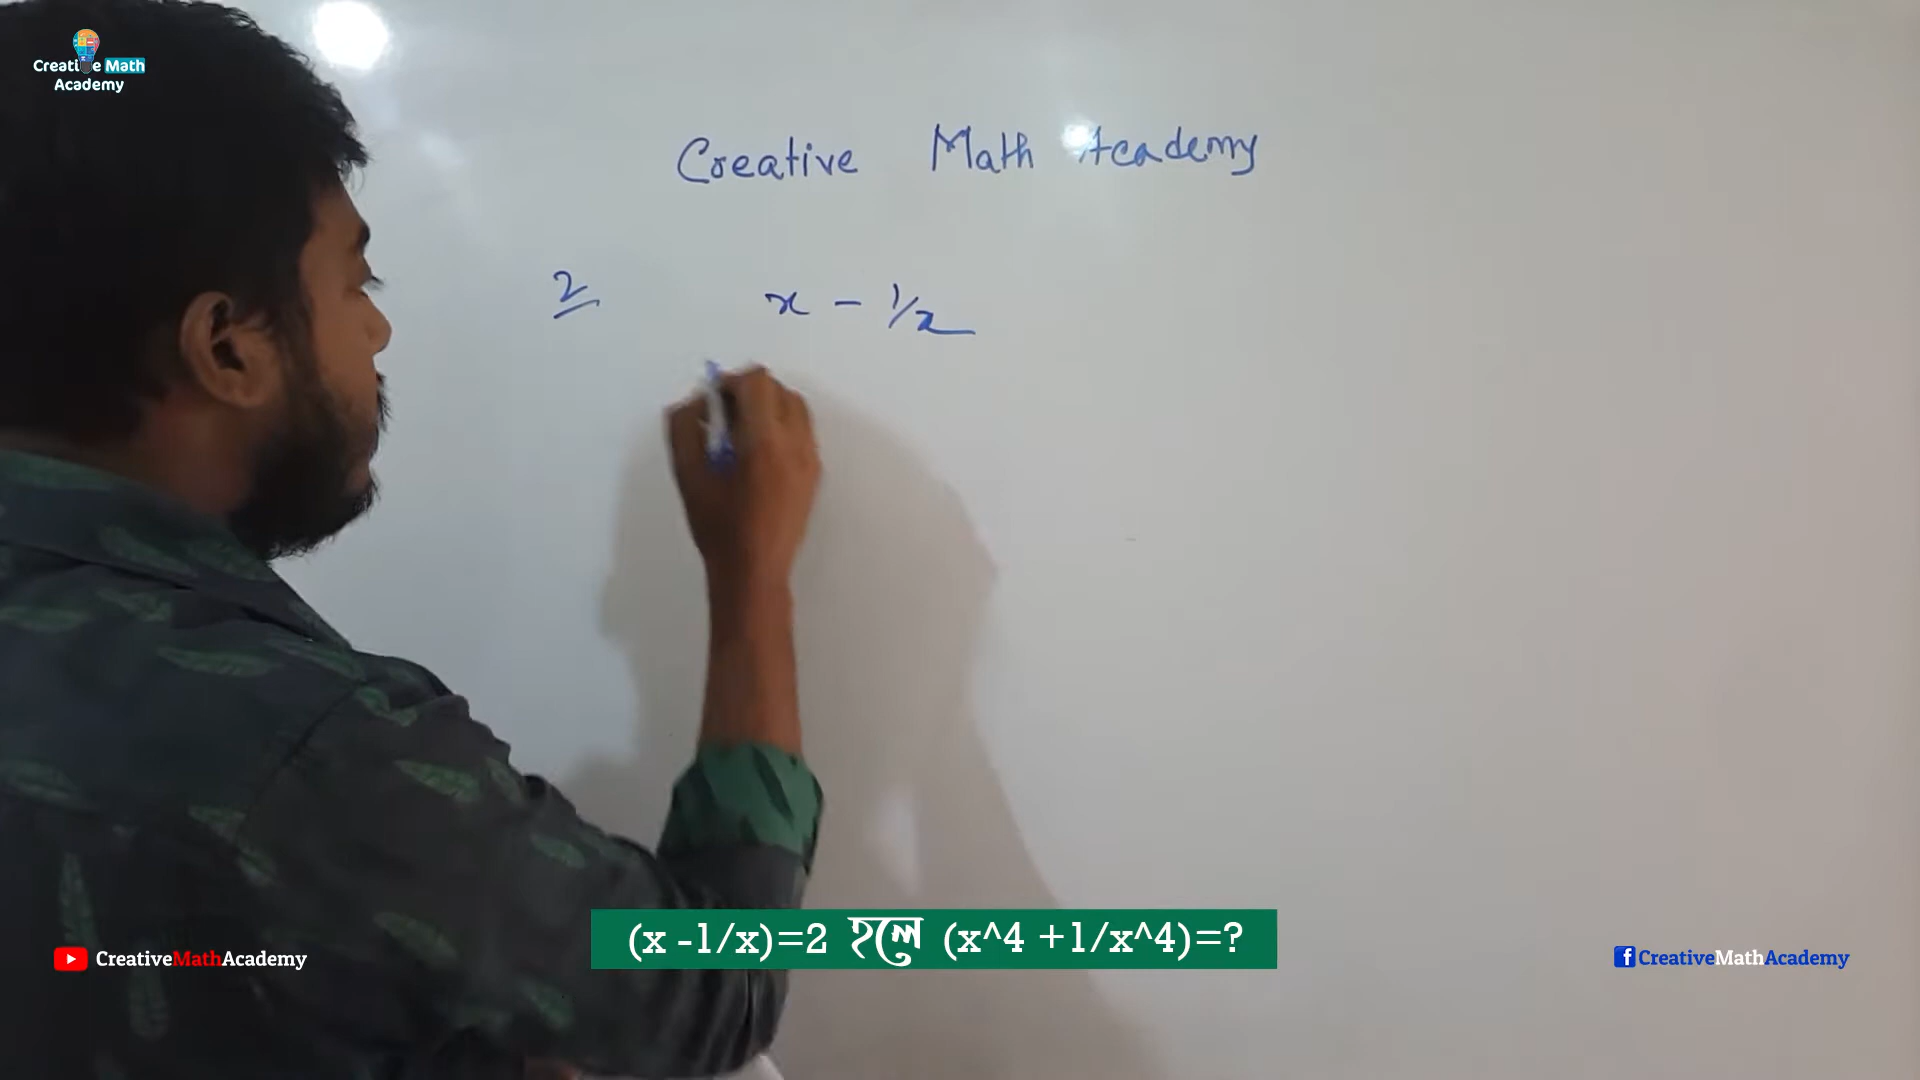 Creative Math
Academy
Creative Math Academy
2
x - 1/x
(x -1/x)=2 হলে (x^4 +1/x^4)=?
CreativeMathAcademy
CreativeMathAcademy